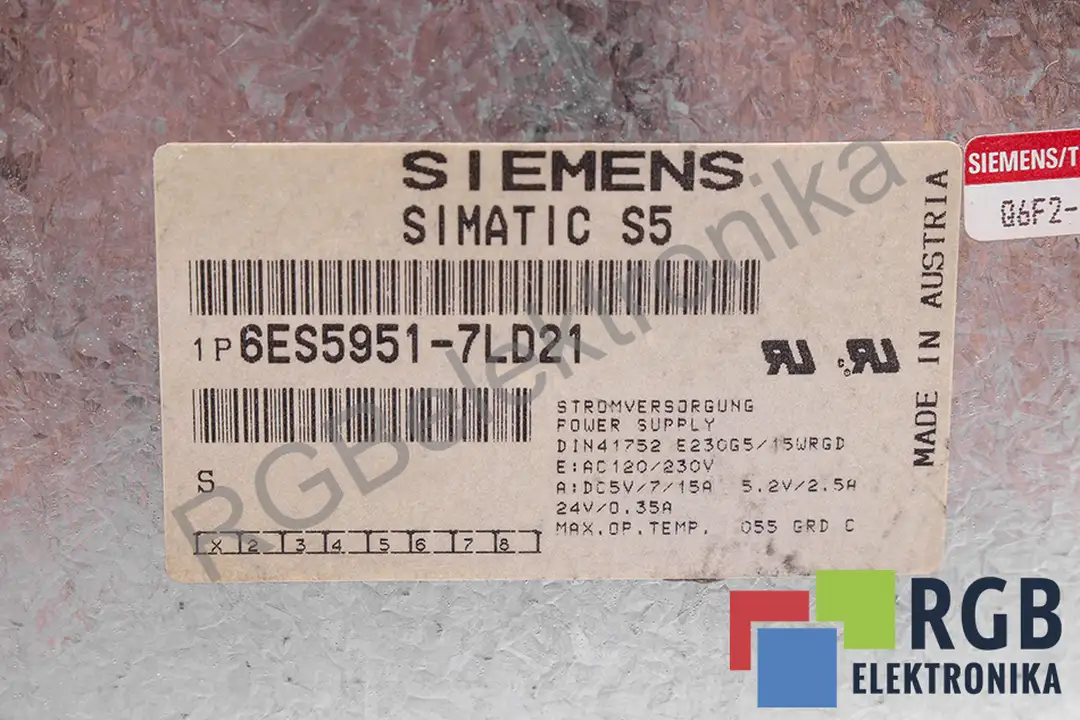 SIEMENS
SIMATIC S5
1P 6ES5951-7LD21
S
STROMVERSORGUNG
POWER SUPPLY
DIN41752 E230G5/15WRGD
E:AC120/230V
A:DC5V/7/15A 5.2V/2.5A
24V/0.35A
MAX.OP.TEMP. 055 GRD C
X 2 3 4 5 6 7 8
MADE IN AUSTRIA
SIEMENS/T
Q6F2-
RGBelektronika
RGB
ELEKTRONIKA